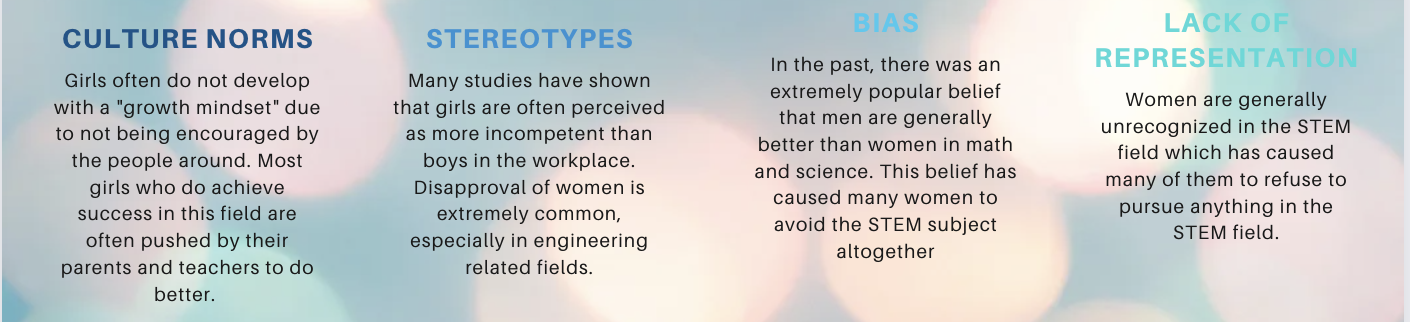 CULTURE NORMS
Girls often do not develop
with a "growth mindset" due
to not being encouraged by
the people around. Most
girls who do achieve
success in this field are
often pushed by their
parents and teachers to do
better.
STEREOTYPES
Many studies have shown
that girls are often perceived
as more incompetent than
boys in the workplace.
Disapproval of women is
extremely common,
especially in engineering
related fields.
BIAS
In the past, there was an
extremely popular belief
that men are generally
better than women in math
and science. This belief has
caused many women to
avoid the STEM subject
altogether
LACK OF
REPRESENTATION
Women are generally
unrecognized in the STEM
field which has caused
many of them to refuse to
pursue anything in the
STEM field.